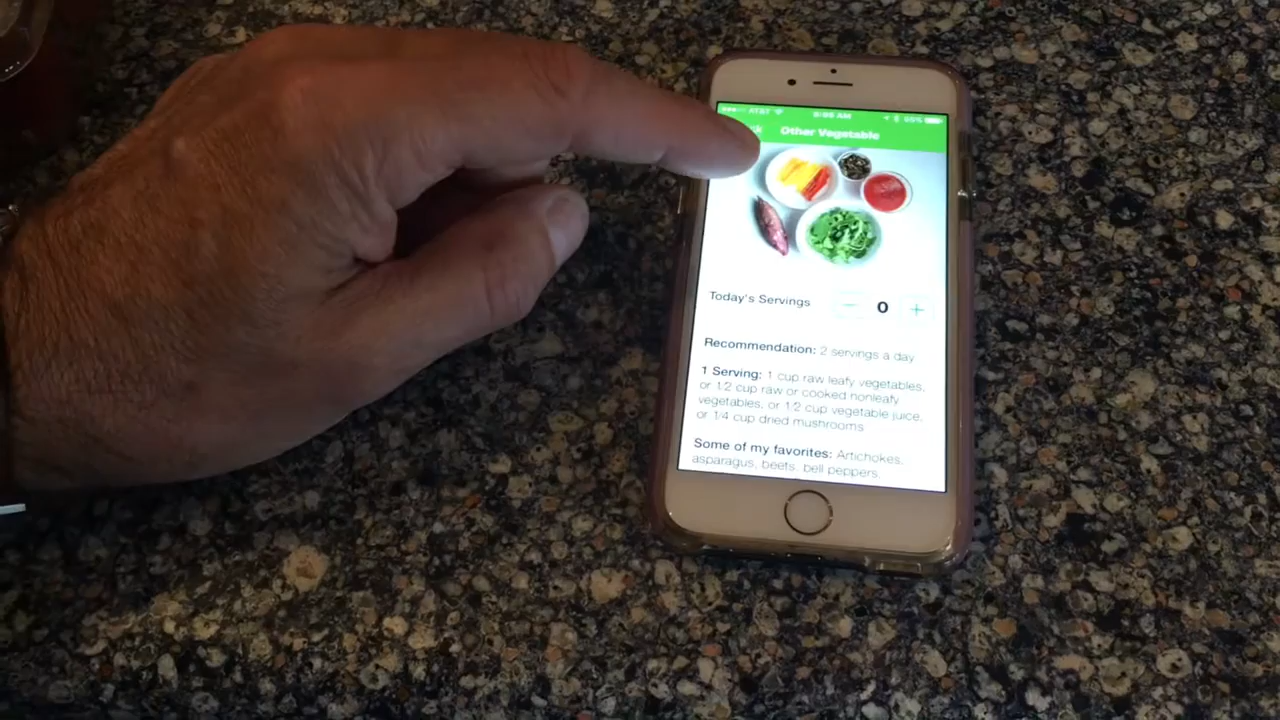 AT&T
Other Vegetable
Today's Servings
0
Recommendation: 2 servings a day
1 Serving: 1 cup raw leafy vegetables,
or 1/2 cup raw or cooked nonleafy
vegetables, or 1/2 cup vegetable juice,
or 1/4 cup dried mushrooms
Some of my favorites: Artichokes,
asparagus, beets, bell peppers,